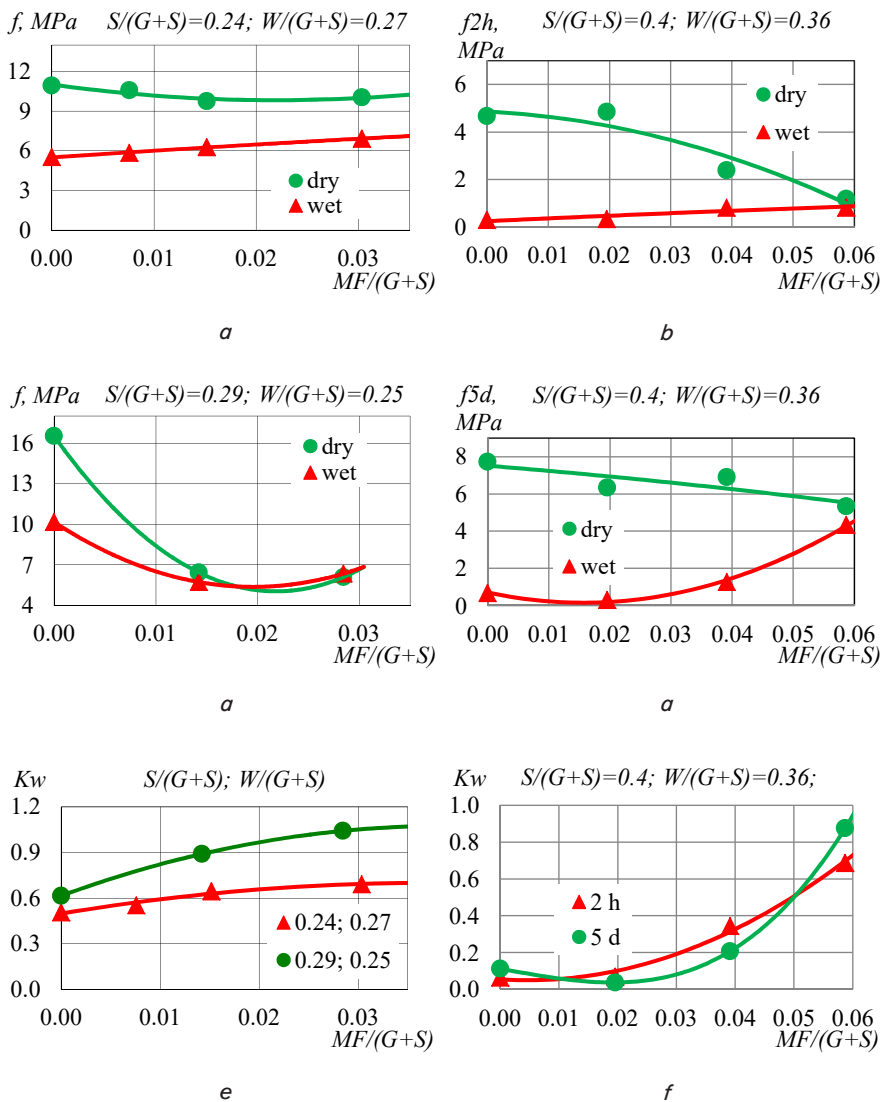 f, MPa S/(G+S)=0.24; W/(G+S)=0.27
12
9
6
3
0
dry
wet
0.00 0.01 0.02 0.03
MF/(G+S)
a
f2h, S/(G+S)=0.4; W/(G+S)=0.36
MPa
6
4
2
0
dry
wet
0.00 0.01 0.02 0.03 0.04 0.05 0.06
MF/(G+S)
b
f, MPa S/(G+S)=0.29; W/(G+S)=0.25
16
13
10
7
4
dry
wet
0.00 0.01 0.02 0.03
MF/(G+S)
a
f5d, S/(G+S)=0.4; W/(G+S)=0.36
MPa
8
6
4
2
0
dry
wet
0.00 0.01 0.02 0.03 0.04 0.05 0.06
MF/(G+S)
a
Kw S/(G+S); W/(G+S)
1.2
0.9
0.6
0.3
0.0
0.24; 0.27
0.29; 0.25
0.00 0.01 0.02 0.03
MF/(G+S)
e
Kw S/(G+S)=0.4; W/(G+S)=0.36;
1.0
0.8
0.6
0.4
0.2
0.0
2 h
5 d
0.00 0.01 0.02 0.03 0.04 0.05 0.06
MF/(G+S)
f